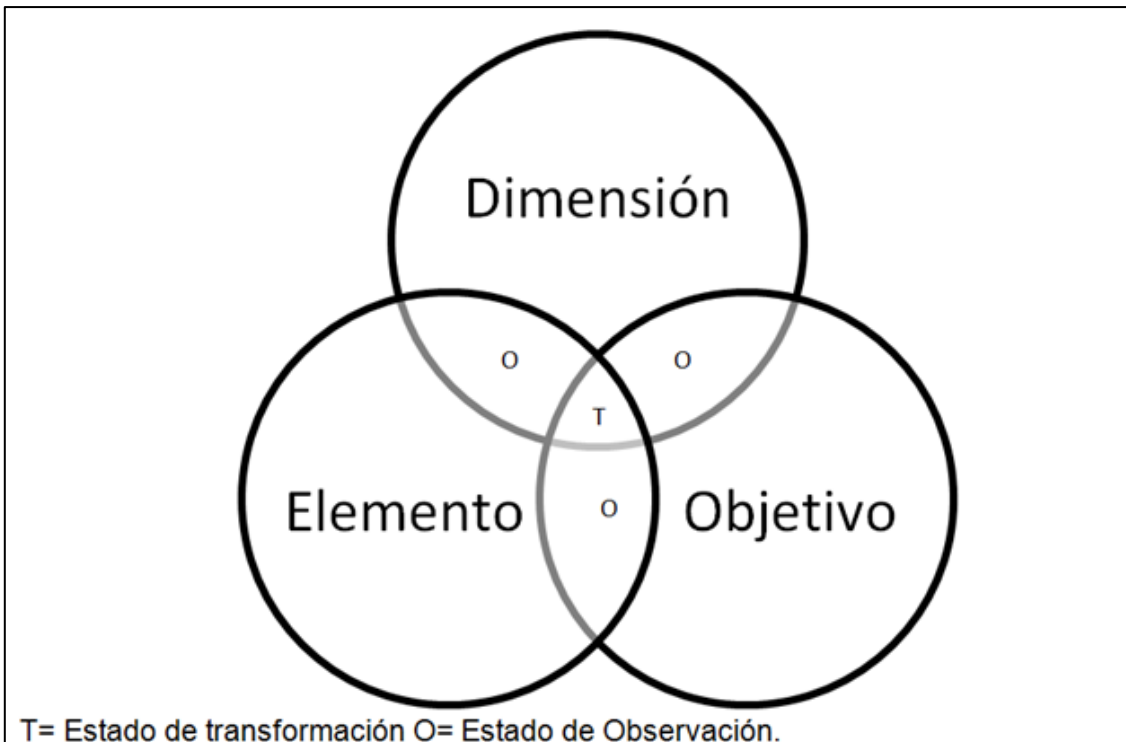 Dimensión
O
O
T
Elemento
O
Objetivo
T= Estado de transformación O= Estado de Observación.